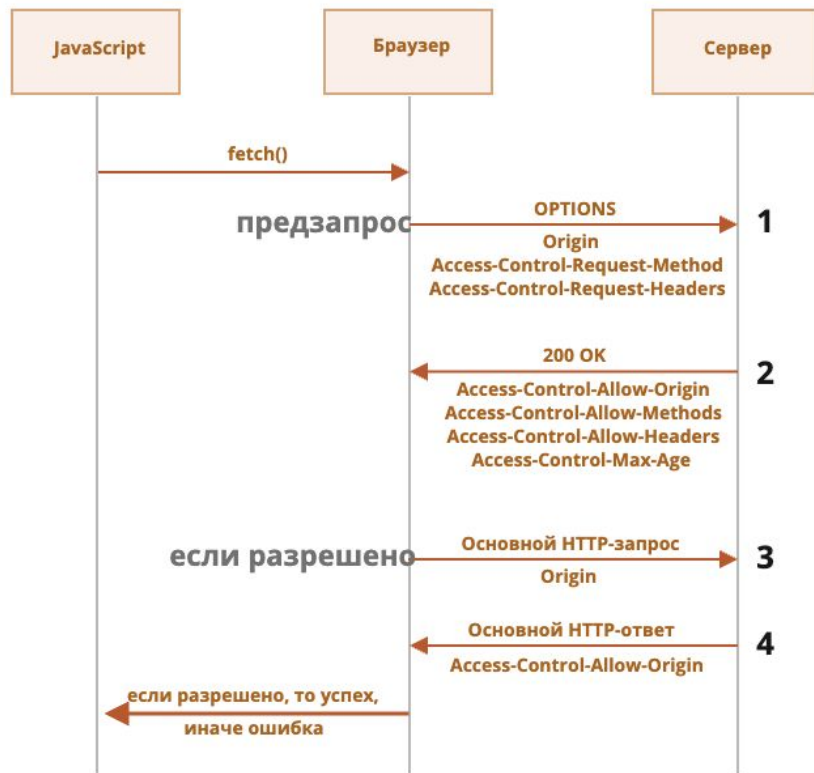 JavaScript
Браузер
Сервер
fetch()
предзапрос
OPTIONS
1
Origin
Access-Control-Request-Method
Access-Control-Request-Headers
200 OK
2
Access-Control-Allow-Origin
Access-Control-Allow-Methods
Access-Control-Allow-Headers
Access-Control-Max-Age
если разрешено
Основной HTTP-запрос
3
Origin
Основной HTTP-ответ
4
Access-Control-Allow-Origin
если разрешено, то успех,
иначе ошибка